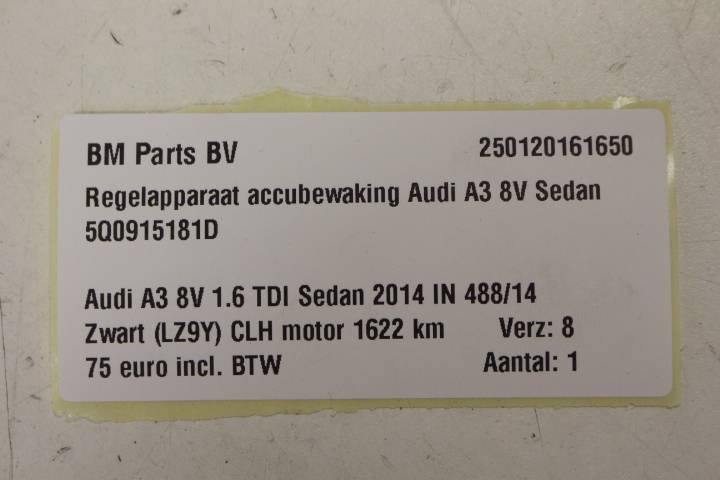 BM Parts BV 250120161650
Regelapparaat accubewaking Audi A3 8V Sedan
5Q0915181D
Audi A3 8V 1.6 TDI Sedan 2014 IN 488/14
Zwart (LZ9Y) CLH motor 1622 km Verz: 8
75 euro incl. BTW Aantal: 1